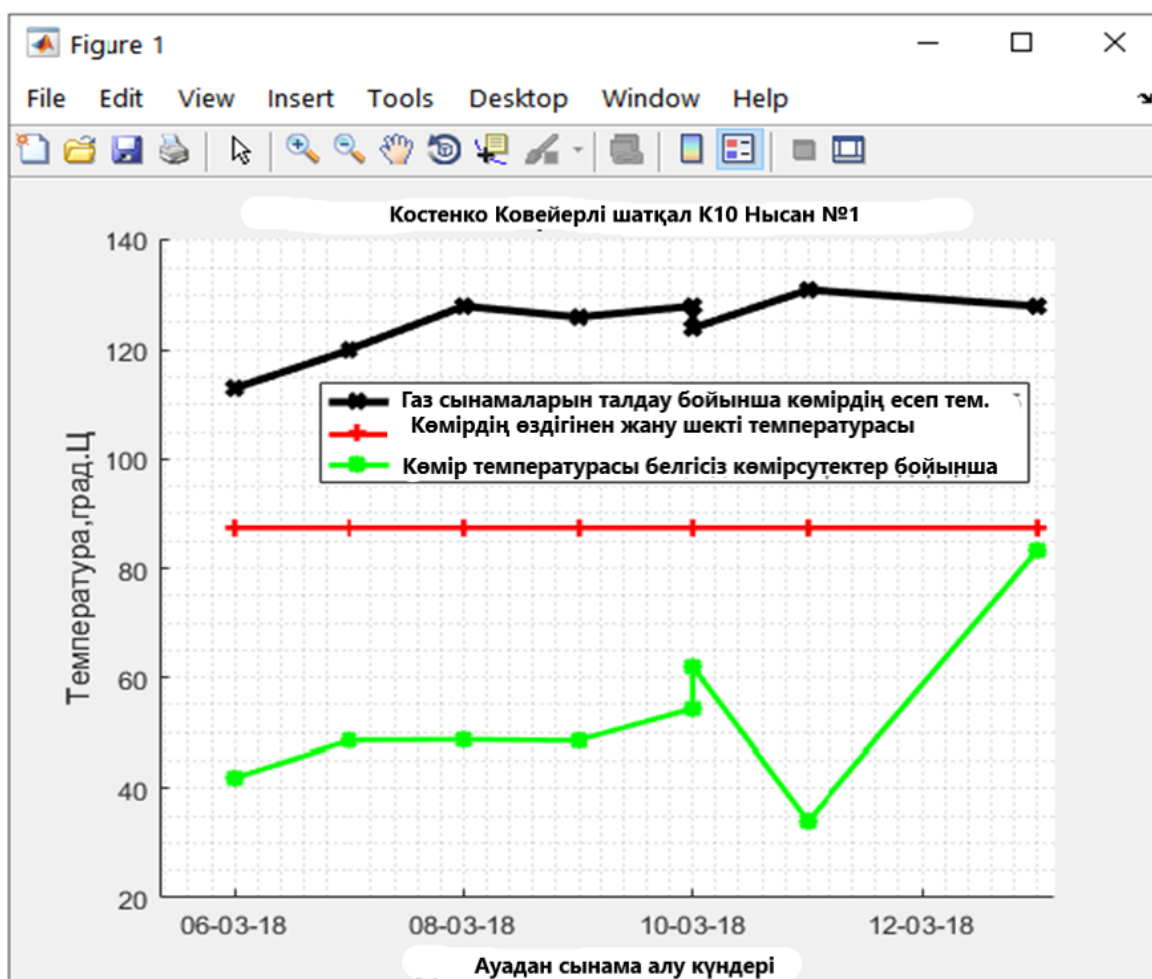 Figure 1
File Edit View Insert Tools Desktop Window Help
Костенко Ковейерлі шатқал К10 Нысан №1
140
120
100
80
60
40
20
Температура,град.Ц
Газ сынамаларын талдау бойынша көмірдің есеп тем.
Көмірдің өздігінен жану шекті температурасы
Көмір температурасы белгісіз көмірсутектер бойынша
06-03-18 08-03-18 10-03-18 12-03-18
Ауадан сынама алу күндері